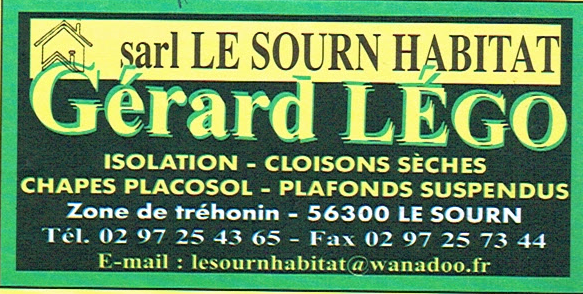 sarl LE SOURN HABITAT
Gérard LÉGO
ISOLATION - CLOISONS SÈCHES
CHAPES PLACOSOL - PLAFONDS SUSPENDUS
Zone de tréhonin - 56300 LE SOURN
Tél. 02 97 25 43 65 - Fax 02 97 25 73 44
E-mail : lesournhabitat@wanadoo.fr